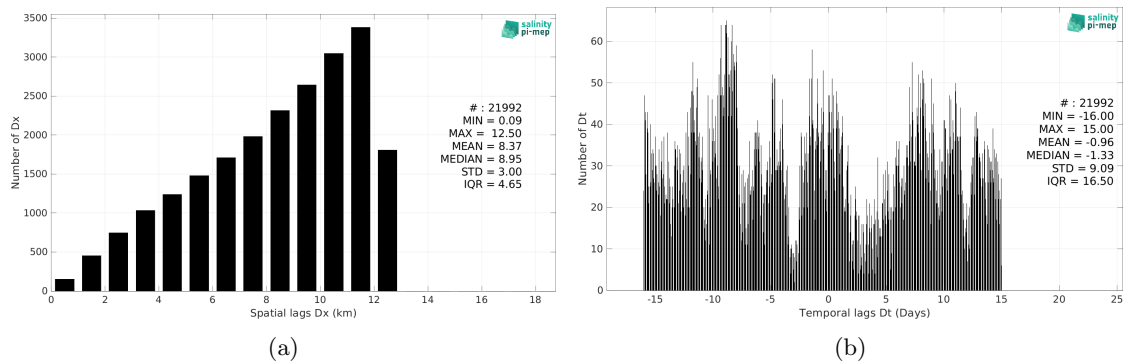 3500
3000
2500
2000
1500
1000
500
0
Number of Dx
salinity
pi-mep
# : 21992
MIN = 0.09
MAX = 12.50
MEAN = 8.37
MEDIAN = 8.95
STD = 3.00
IQR = 4.65
0 2 4 6 8 10 12 14 16 18
Spatial lags Dx (km)
(a)
60
50
40
30
20
10
0
Number of Dt
salinity
pi-mep
# : 21992
MIN = -16.00
MAX = 15.00
MEAN = -0.96
MEDIAN = -1.33
STD = 9.09
IQR = 16.50
-15 -10 -5 0 5 10 15 20 25
Temporal lags Dt (Days)
(b)